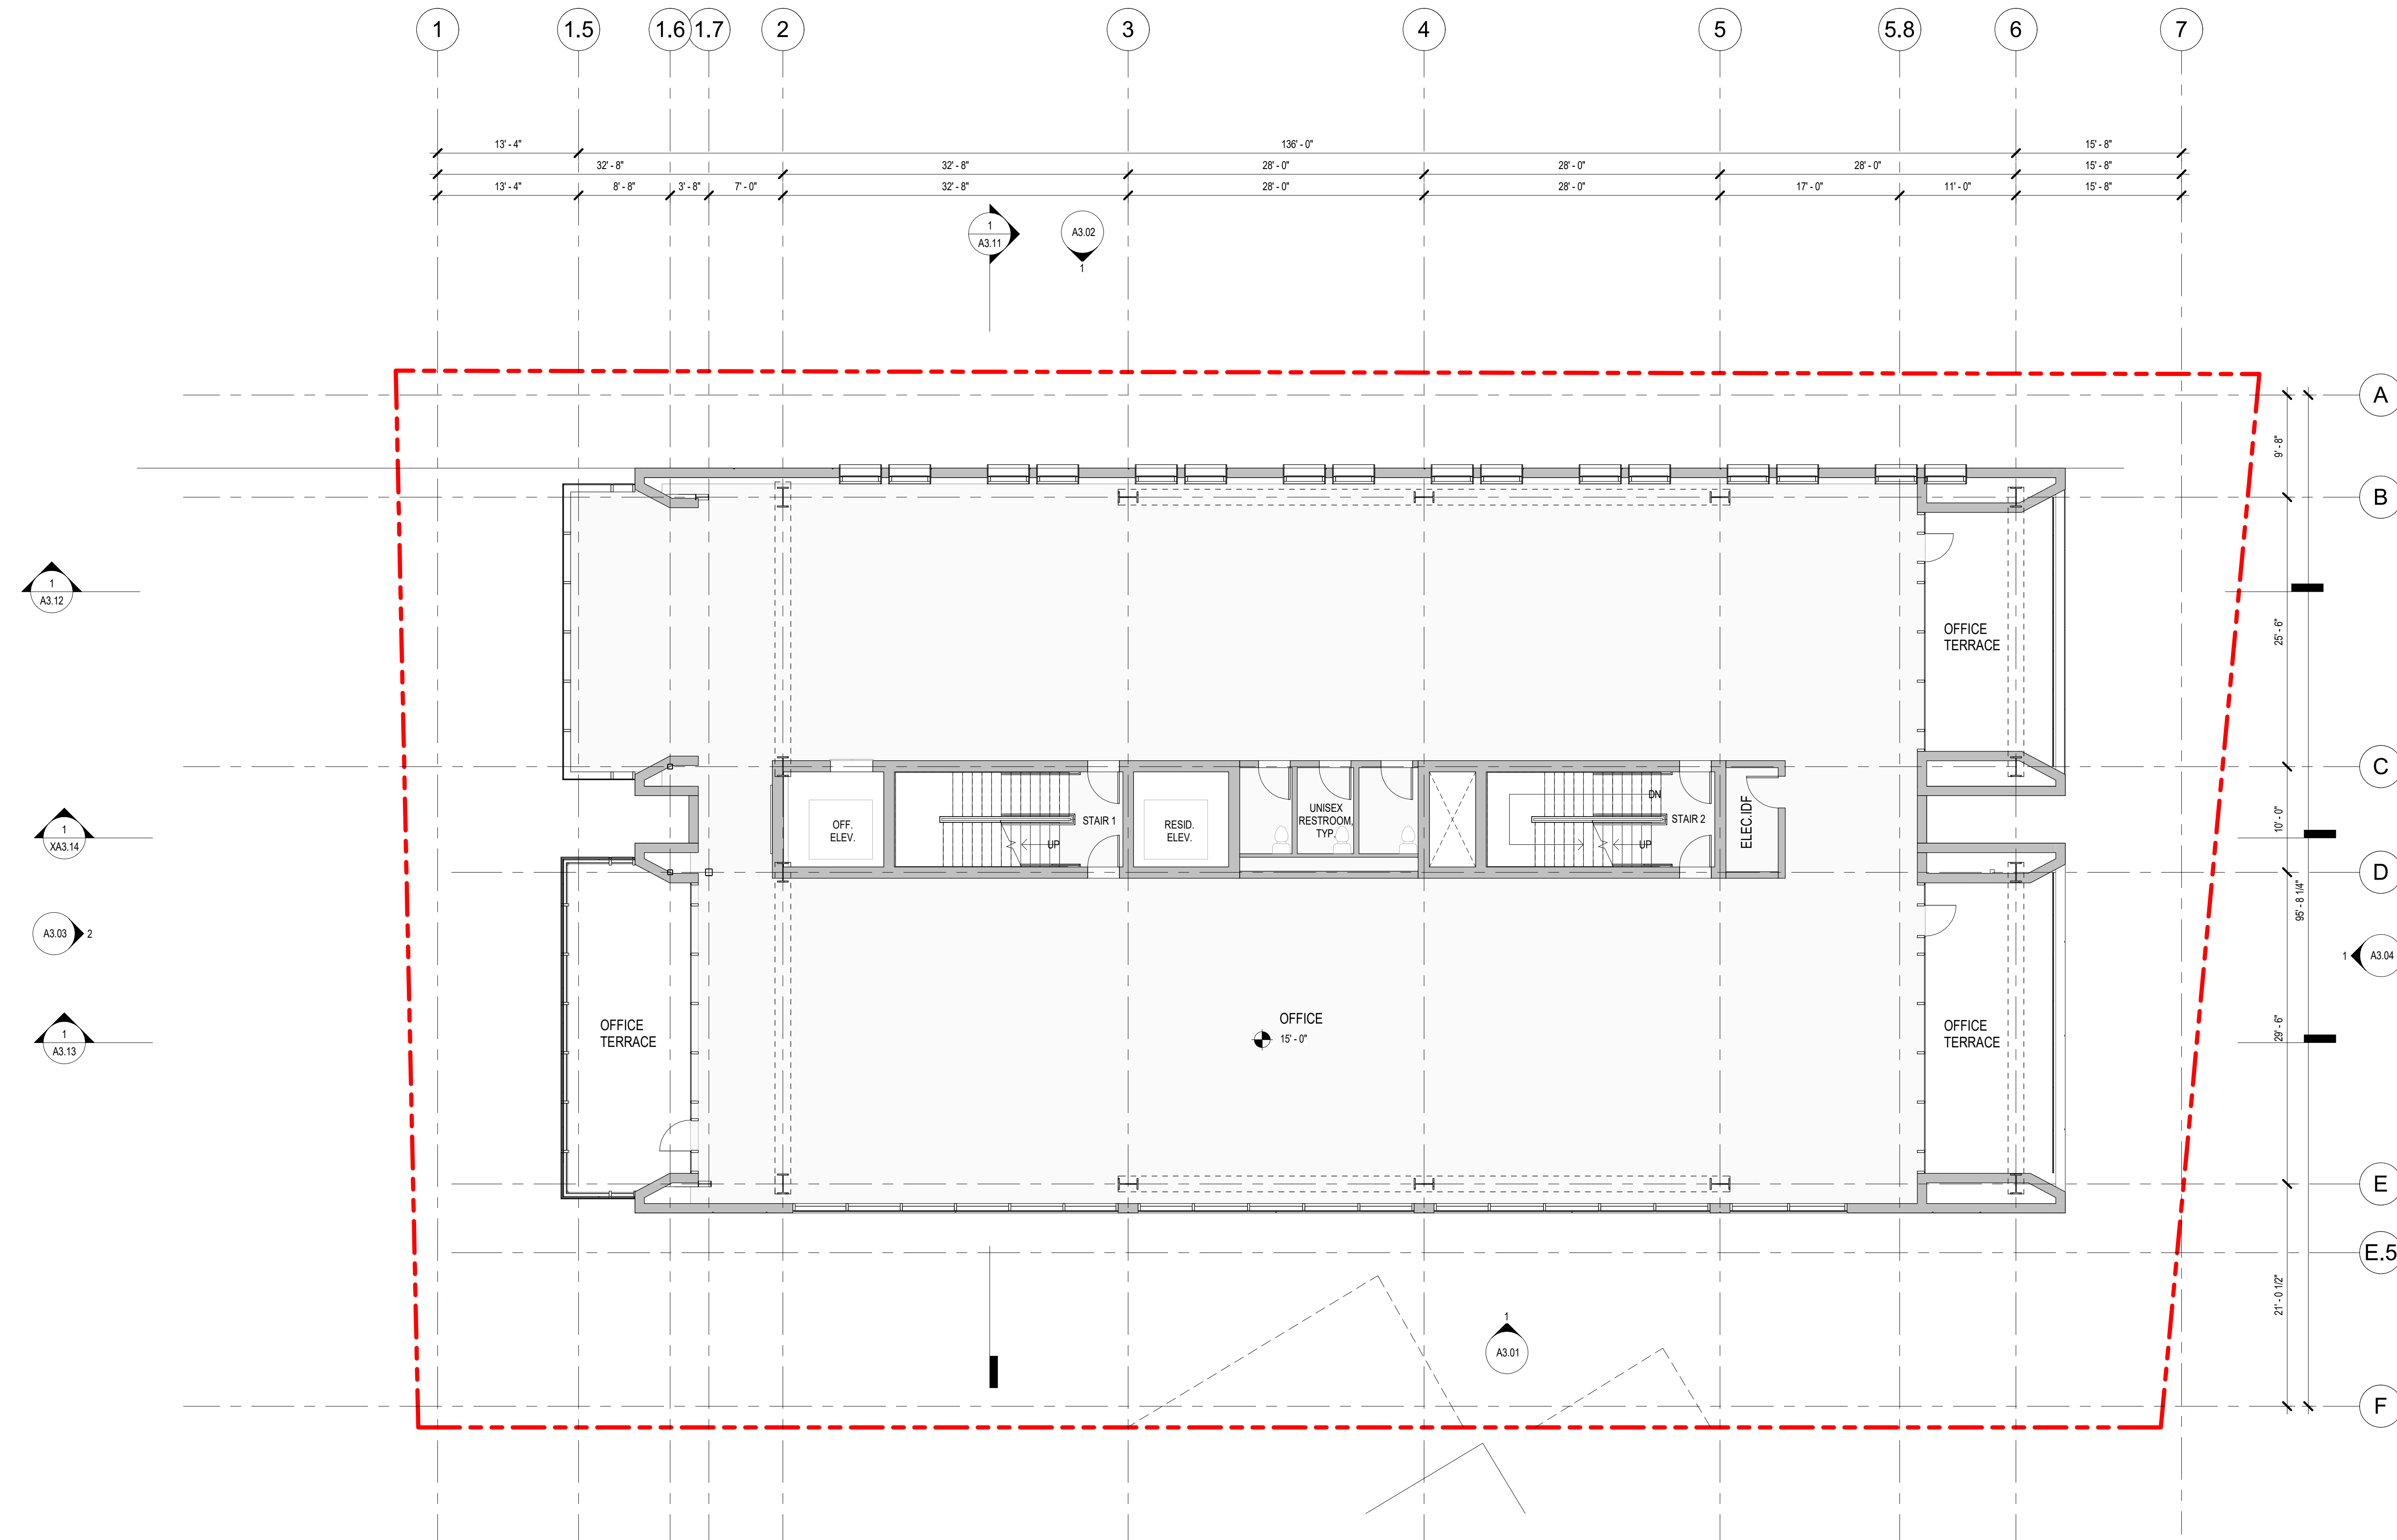 1 1.5 1.6 1.7 2 3 4 5 5.8 6 7
13' - 4" 136' - 0" 15' - 8"
32' - 8" 32' - 8" 28' - 0" 28' - 0" 28' - 0" 15' - 8"
13' - 4" 8' - 8" 3' - 8" 7' - 0" 32' - 8" 28' - 0" 28' - 0" 17' - 0" 11' - 0" 15' - 8"
1
A3.11
A3.02
1
A
9' - 8"
B
1
A3.12
25' - 6"
OFFICE
TERRACE
C
OFF.
ELEV.
UP
STAIR 1
RESID.
ELEV.
UNISEX
RESTROOM,
TYP.
DN
UP
STAIR 2
ELEC.IDF
10' - 0"
1
XA3.14
D
95' - 8 1/4"
A3.03
2
1
A3.04
1
A3.13
OFFICE
TERRACE
OFFICE
15' - 0"
OFFICE
TERRACE
29' - 6"
E
E.5
21' - 0 1/2"
1
A3.01
F